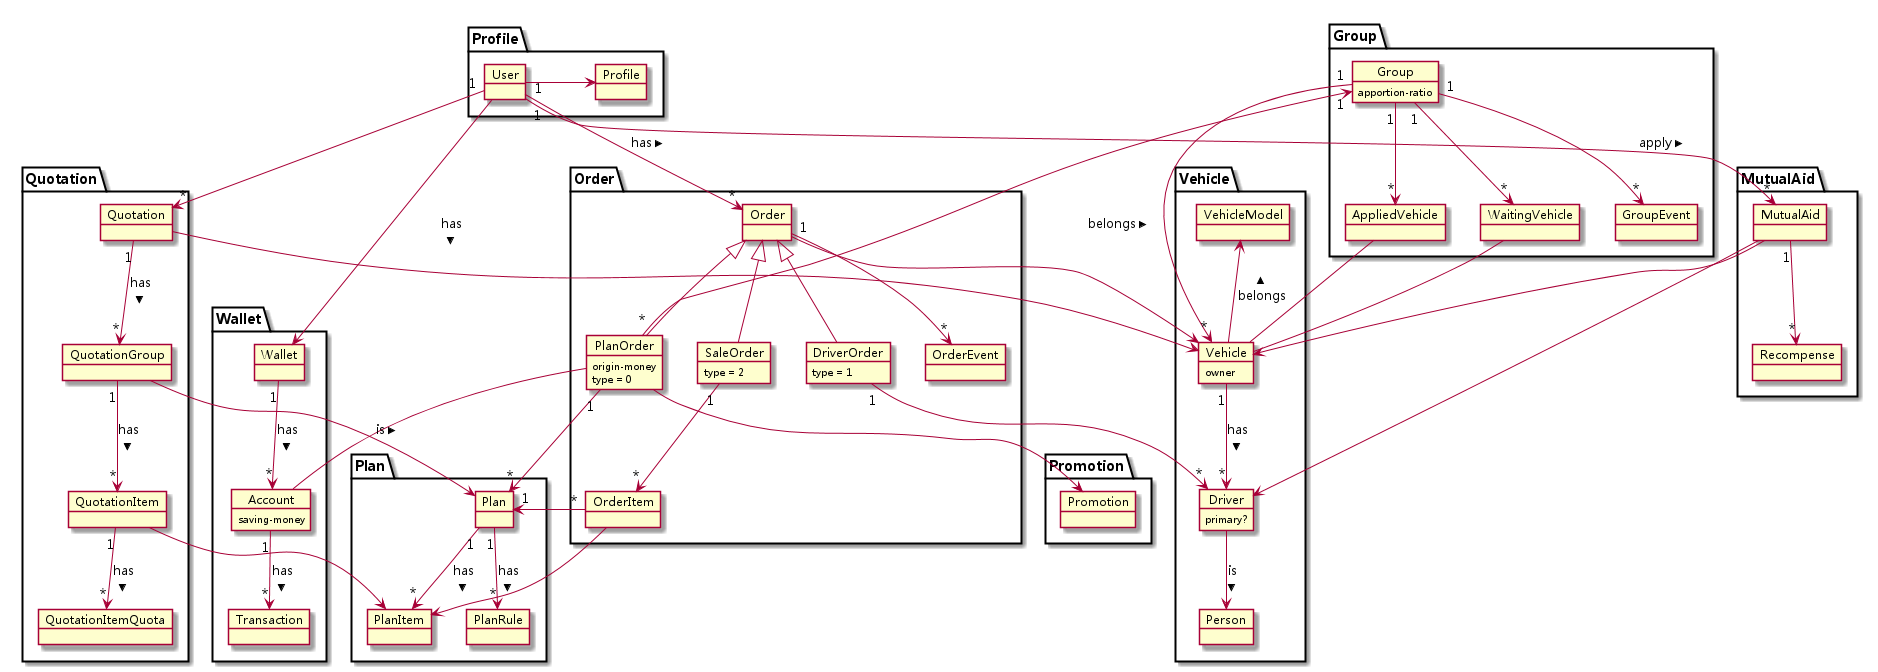 Profile
User
Profile
1
1
1
has ►
Group
Group
apportion-ratio
1
1
1
1
1
apply ►
*
*
*
AppliedVehicle
WaitingVehicle
GroupEvent
Quotation
*
Quotation
1
has
▼
*
QuotationGroup
1
has
▼
*
QuotationItem
1
has
▼
*
QuotationItemQuota
has
▼
Wallet
Wallet
1
has
▼
*
Account
saving-money
1
has
▼
*
Transaction
is ►
Order
*
Order
1
*
PlanOrder
origin-money
type = 0
1
SaleOrder
type = 2
1
DriverOrder
type = 1
1
*
OrderEvent
*
*
OrderItem
Plan
*
Plan
1
1
has
▼
*
PlanItem
1
has
▼
*
PlanRule
Promotion
Promotion
belongs ►
Vehicle
VehicleModel
▲
belongs
*
Vehicle
owner
1
has
▼
*
*
Driver
primary?
is
▼
Person
MutualAid
*
MutualAid
1
*
Recompense